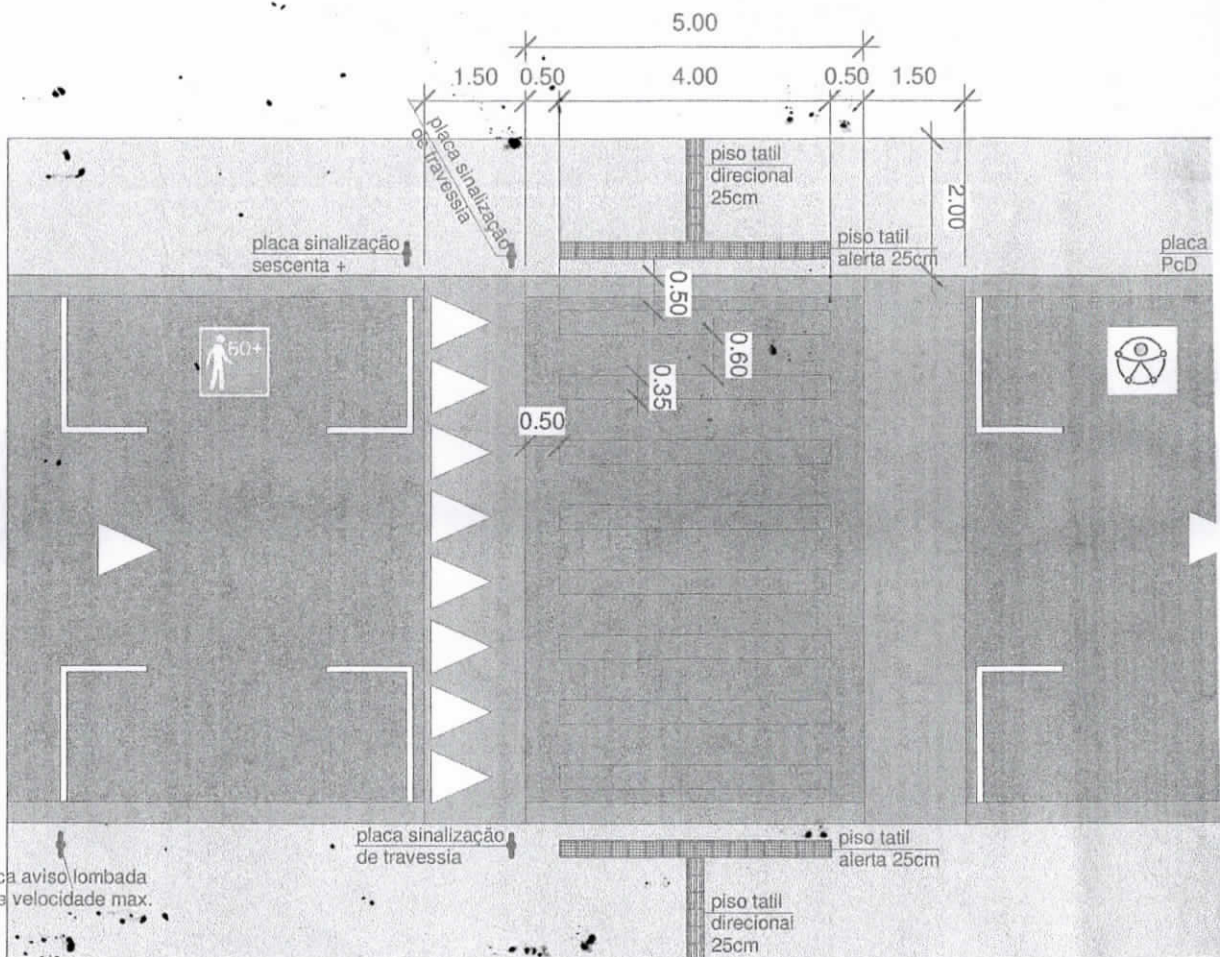 5.00
1.50 0.50 4.00 0.50 1.50
placa sinalização
de travessia
piso tatil
direcional
25cm
2.00
placa sinalização
sescenta +
piso tatil
alerta 25cm
placa
PcD
0.50
60+
0.60
0.35
0.50
placa sinalização
de travessia
piso tatil
alerta 25cm
ca aviso lombada
e velocidade max.
piso tatil
direcional
25cm